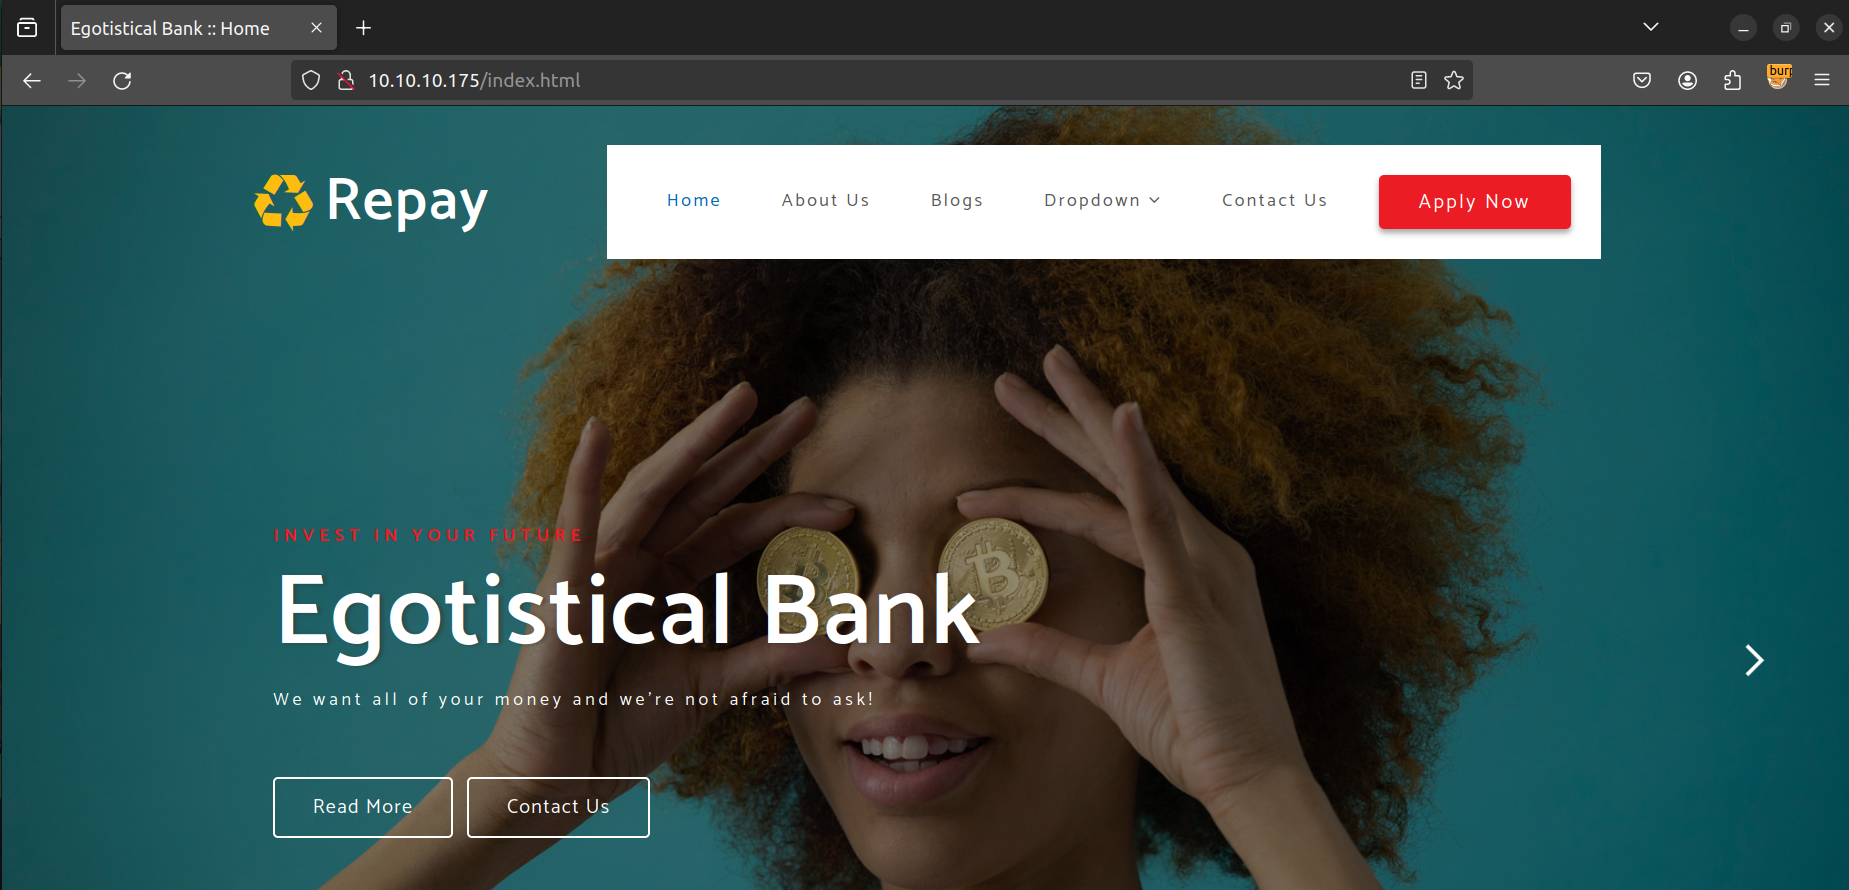 Egotistical Bank :: Home
10.10.10.175/index.html
burp
Repay
Home About Us Blogs Dropdown Contact Us Apply Now
INVEST IN YOUR FUTURE
Egotistical Bank
We want all of your money and we're not afraid to ask!
Read More Contact Us